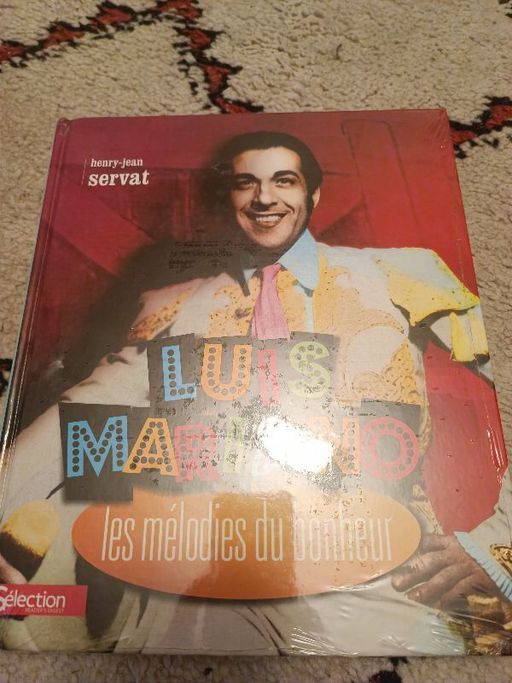 henry-jean
servat
LUIS
MARIANO
les mélodies du bonheur
Sélection
READER'S DIGEST